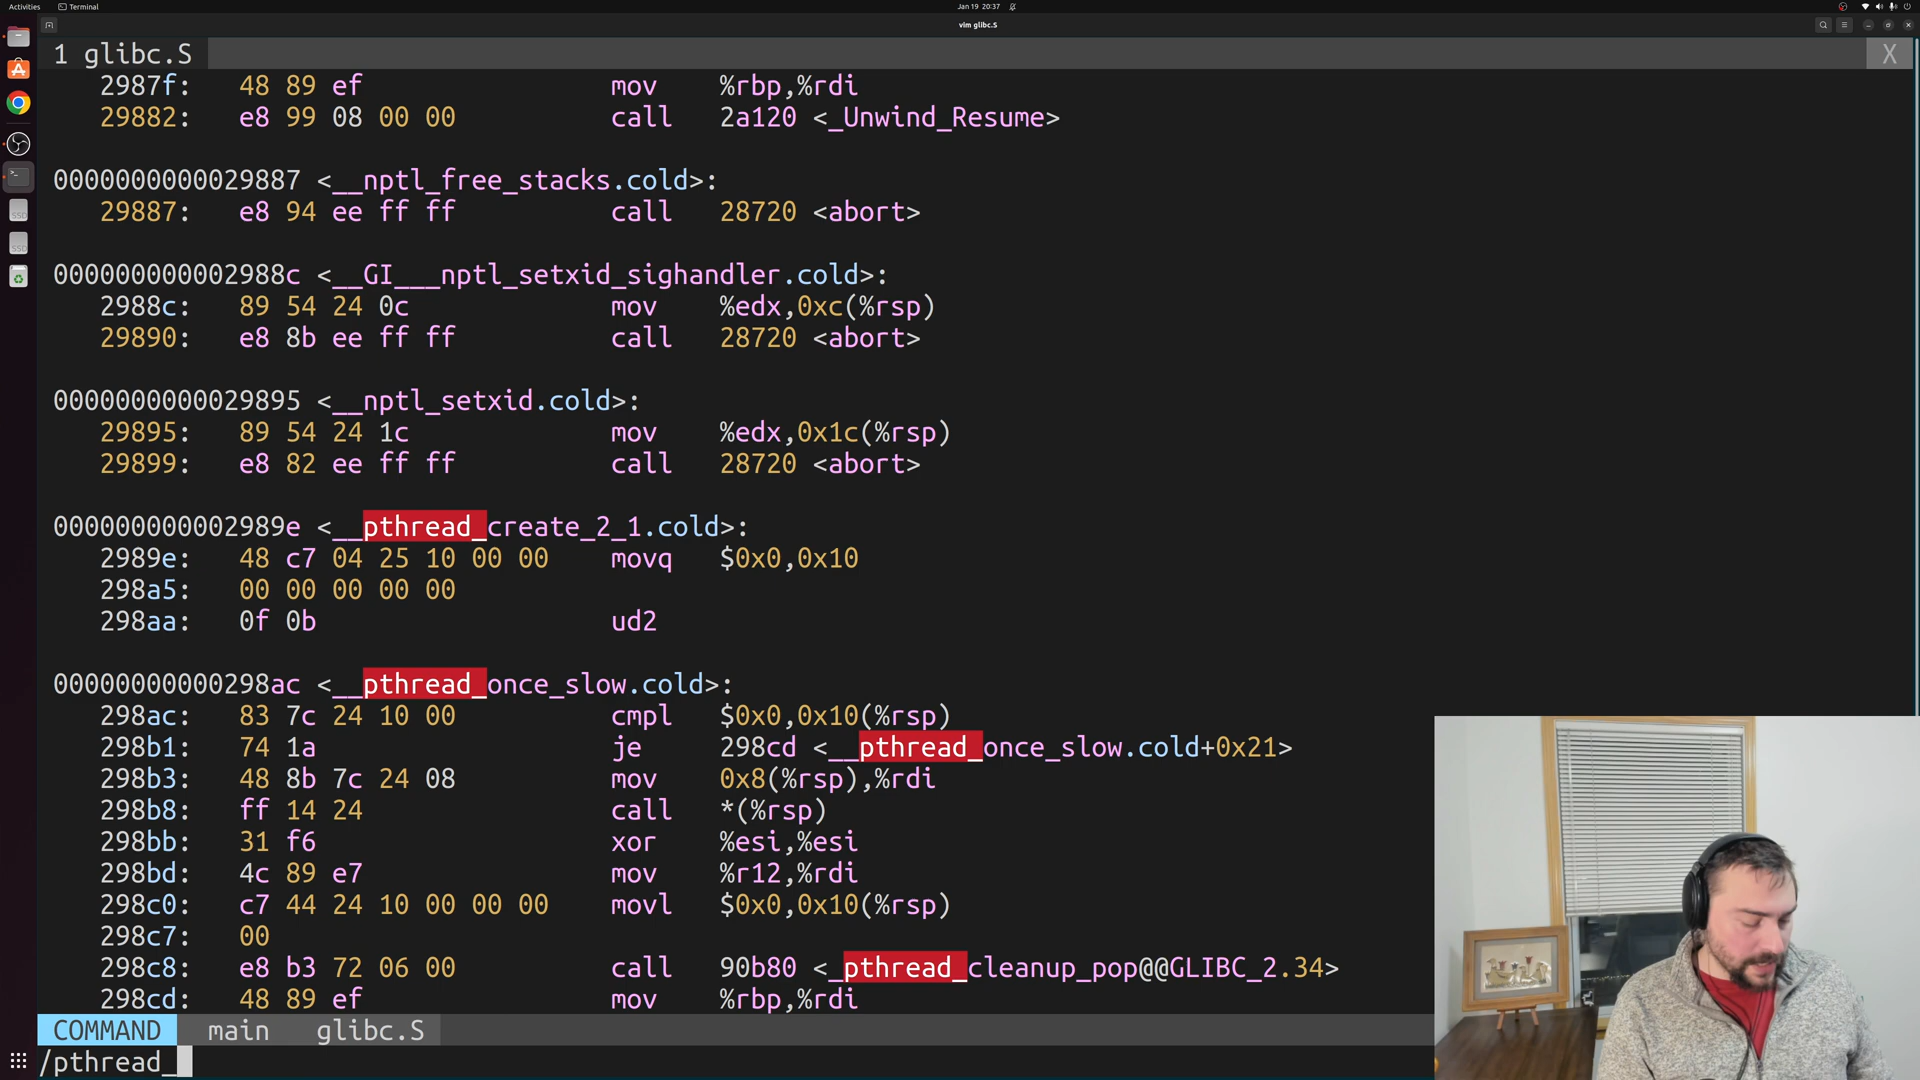 Activities Terminal Jan 19 20:37
vim glibc.S
1 glibc.S X
2987f: 48 89 ef mov %rbp,%rdi
29882: e8 99 08 00 00 call 2a120 <_Unwind_Resume>
0000000000029887 <__nptl_free_stacks.cold>:
29887: e8 94 ee ff ff call 28720 <abort>
000000000002988c <__GI___nptl_setxid_sighandler.cold>:
2988c: 89 54 24 0c mov %edx,0xc(%rsp)
29890: e8 8b ee ff ff call 28720 <abort>
0000000000029895 <__nptl_setxid.cold>:
29895: 89 54 24 1c mov %edx,0x1c(%rsp)
29899: e8 82 ee ff ff call 28720 <abort>
000000000002989e <__pthread_create_2_1.cold>:
2989e: 48 c7 04 25 10 00 00 movq $0x0,0x10
298a5: 00 00 00 00 00
298aa: 0f 0b ud2
00000000000298ac <__pthread_once_slow.cold>:
298ac: 83 7c 24 10 00 cmpl $0x0,0x10(%rsp)
298b1: 74 1a je 298cd <__pthread_once_slow.cold+0x21>
298b3: 48 8b 7c 24 08 mov 0x8(%rsp),%rdi
298b8: ff 14 24 call *(%rsp)
298bb: 31 f6 xor %esi,%esi
298bd: 4c 89 e7 mov %r12,%rdi
298c0: c7 44 24 10 00 00 00 movl $0x0,0x10(%rsp)
298c7: 00
298c8: e8 b3 72 06 00 call 90b80 <_pthread_cleanup_pop@@GLIBC_2.34>
298cd: 48 89 ef mov %rbp,%rdi
COMMAND main glibc.S
/pthread_